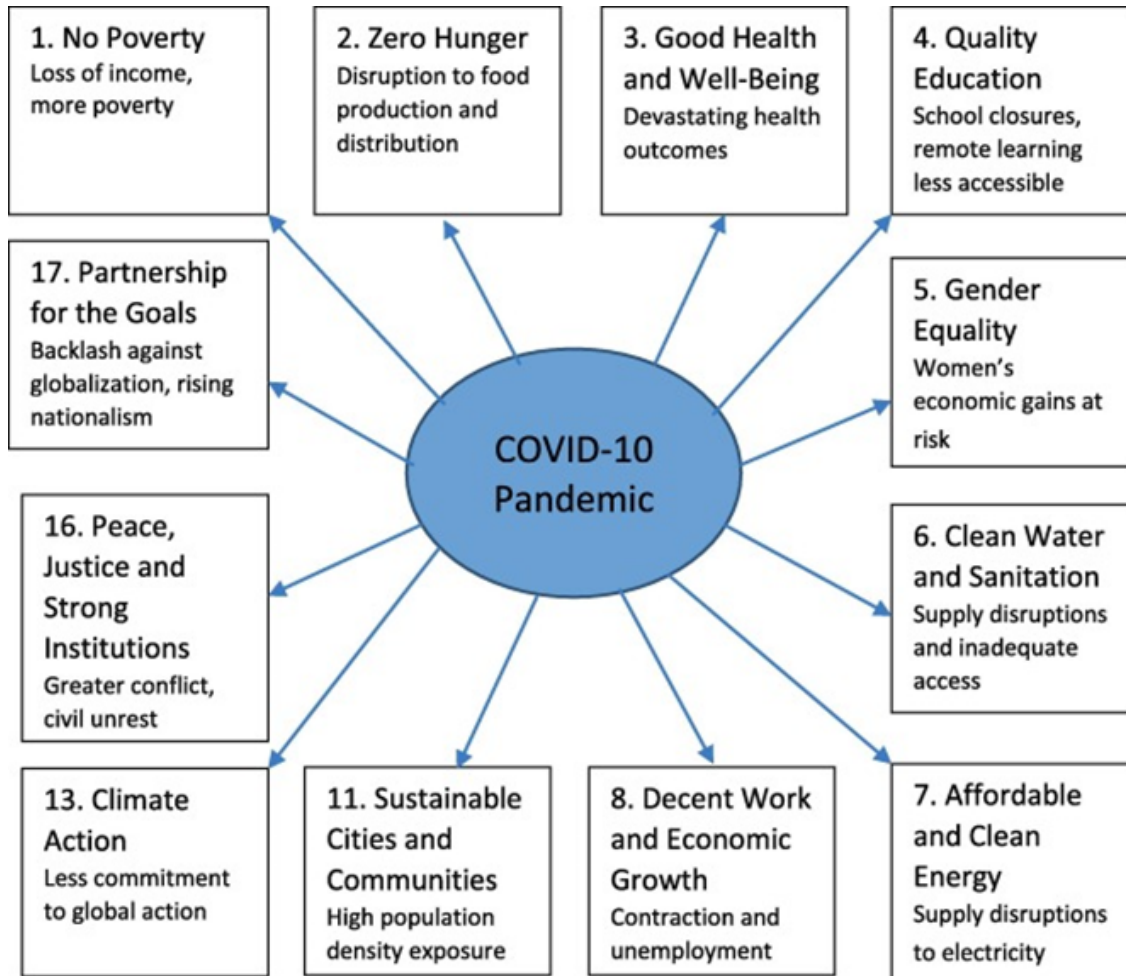 1. No Poverty
Loss of income,
more poverty
2. Zero Hunger
Disruption to food
production and
distribution
3. Good Health
and Well-Being
Devastating health
outcomes
4. Quality
Education
School closures,
remote learning
less accessible
17. Partnership
for the Goals
Backlash against
globalization, rising
nationalism
5. Gender
Equality
Women’s
economic gains at
risk
COVID-10
Pandemic
16. Peace,
Justice and
Strong
Institutions
Greater conflict,
civil unrest
6. Clean Water
and Sanitation
Supply disruptions
and inadequate
access
13. Climate
Action
Less commitment
to global action
11. Sustainable
Cities and
Communities
High population
density exposure
8. Decent Work
and Economic
Growth
Contraction and
unemployment
7. Affordable
and Clean
Energy
Supply disruptions
to electricity